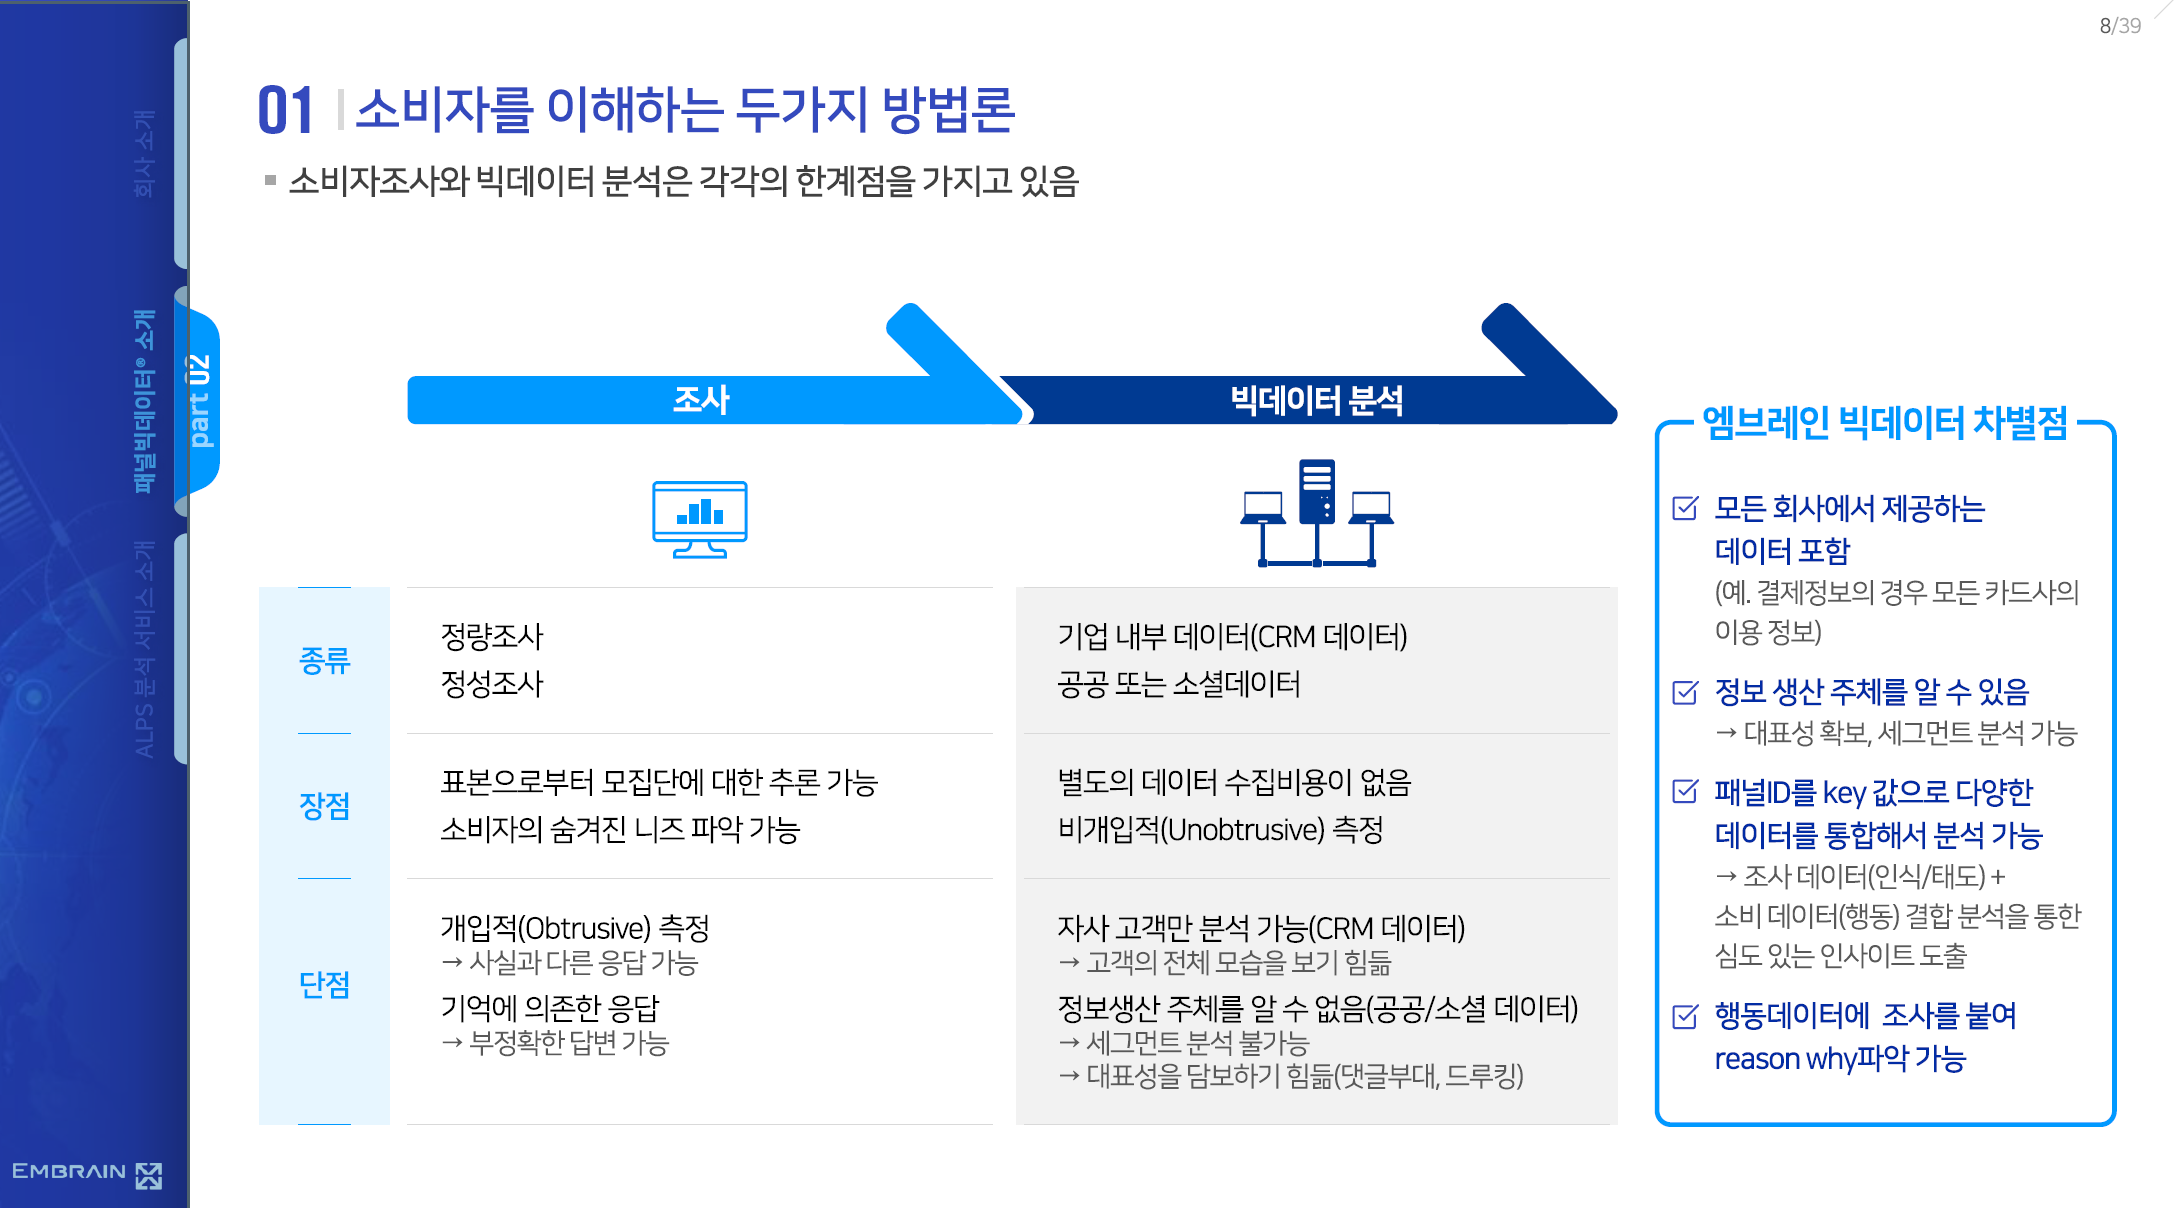 8/39
01 소비자를 이해하는 두가지 방법론
소비자조사와 빅데이터 분석은 각각의 한계점을 가지고 있음
회사 소개
패널빅데이터® 소개
part 02
ALPS 분석 서비스 소개
EMBRAIN
조사
빅데이터 분석
종류
정량조사
정성조사
기업 내부 데이터(CRM 데이터)
공공 또는 소셜데이터
장점
표본으로부터 모집단에 대한 추론 가능
소비자의 숨겨진 니즈 파악 가능
별도의 데이터 수집비용이 없음
비개입적(Unobtrusive) 측정
단점
개입적(Obtrusive) 측정
→ 사실과 다른 응답 가능
기억에 의존한 응답
→ 부정확한 답변 가능
자사 고객만 분석 가능(CRM 데이터)
→ 고객의 전체 모습을 보기 힘듦
정보생산 주체를 알 수 없음(공공/소셜 데이터)
→ 세그먼트 분석 불가능
→ 대표성을 담보하기 힘듦(댓글부대, 드루킹)
엠브레인 빅데이터 차별점
모든 회사에서 제공하는
데이터 포함
(예. 결제정보의 경우 모든 카드사의
이용 정보)
정보 생산 주체를 알 수 있음
→ 대표성 확보, 세그먼트 분석 가능
패널ID를 key 값으로 다양한
데이터를 통합해서 분석 가능
→ 조사 데이터(인식/태도) +
소비 데이터(행동) 결합 분석을 통한
심도 있는 인사이트 도출
행동데이터에 조사를 붙여
reason why파악 가능